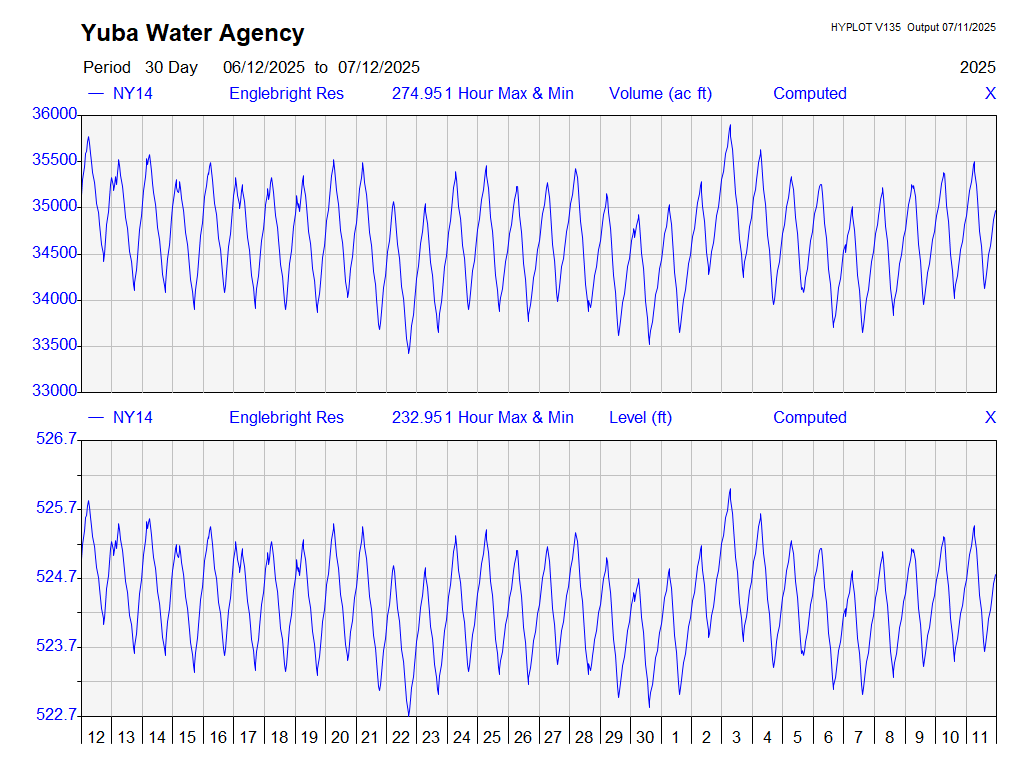 Yuba Water Agency
HYPLOT V135 Output 07/11/2025
Period 30 Day 06/12/2025 to 07/12/2025 2025
NY14 Englebright Res 274.951 Hour Max & Min Volume (ac ft) Computed X
36000
35500
35000
34500
34000
33500
33000
NY14 Englebright Res 232.951 Hour Max & Min Level (ft) Computed X
526.7
525.7
524.7
523.7
522.7
12 13 14 15 16 17 18 19 20 21 22 23 24 25 26 27 28 29 30 1 2 3 4 5 6 7 8 9 10 11